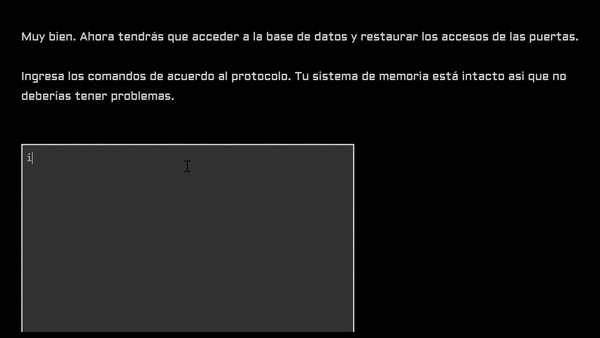 Muy bien. Ahora tendrás que acceder a la base de datos y restaurar los accesos de las puertas.
Ingresa los comandos de acuerdo al protocolo. Tu sistema de memoria está intacto asi que no
deberías tener problemas.
i